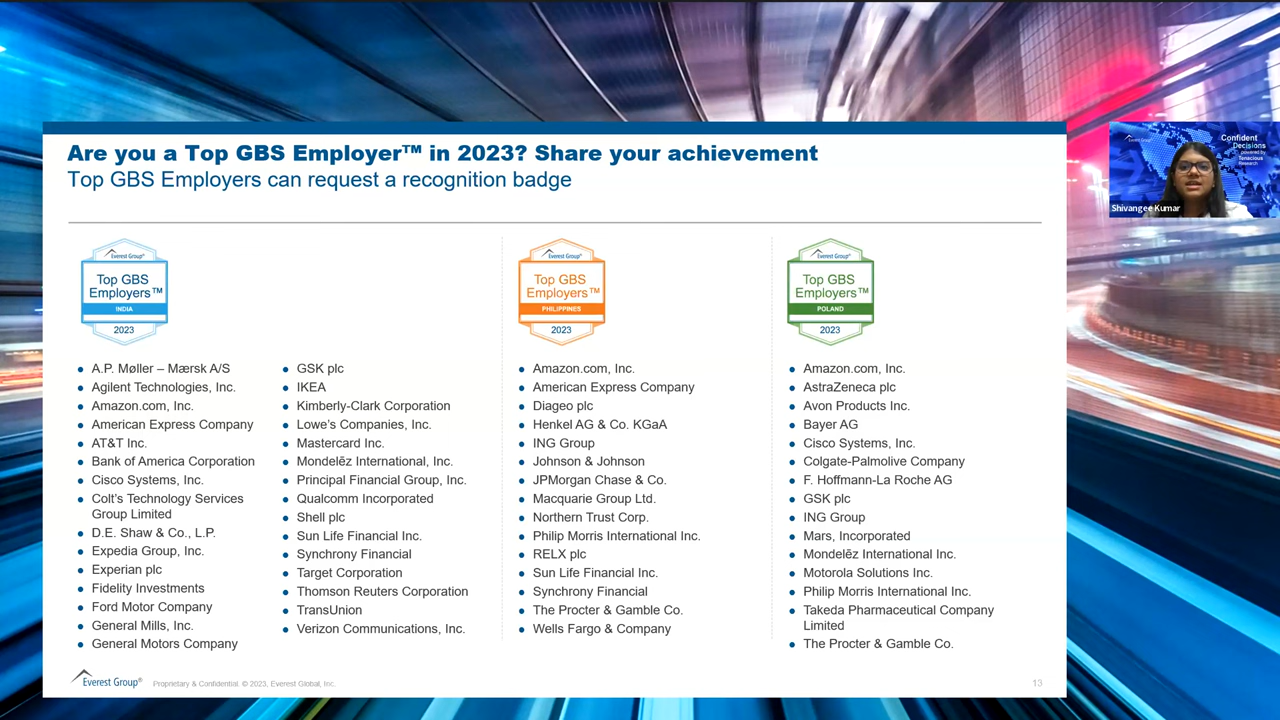 Are you a Top GBS Employer™ in 2023? Share your achievement
Top GBS Employers can request a recognition badge
Everest Group®
Top GBS
Employers™
INDIA
2023
A.P. Møller – Mærsk A/S
Agilent Technologies, Inc.
Amazon.com, Inc.
American Express Company
AT&T Inc.
Bank of America Corporation
Cisco Systems, Inc.
Colt's Technology Services
Group Limited
D.E. Shaw & Co., L.P.
Expedia Group, Inc.
Experian plc
Fidelity Investments
Ford Motor Company
General Mills, Inc.
General Motors Company
GSK plc
IKEA
Kimberly-Clark Corporation
Lowe's Companies, Inc.
Mastercard Inc.
Mondelēz International, Inc.
Principal Financial Group, Inc.
Qualcomm Incorporated
Shell plc
Sun Life Financial Inc.
Synchrony Financial
Target Corporation
Thomson Reuters Corporation
TransUnion
Verizon Communications, Inc.
Everest Group®
Top GBS
Employers™
PHILIPPINES
2023
Amazon.com, Inc.
American Express Company
Diageo plc
Henkel AG & Co. KGaA
ING Group
Johnson & Johnson
JPMorgan Chase & Co.
Macquarie Group Ltd.
Northern Trust Corp.
Philip Morris International Inc.
RELX plc
Sun Life Financial Inc.
Synchrony Financial
The Procter & Gamble Co.
Wells Fargo & Company
Everest Group®
Top GBS
Employers™
POLAND
2023
Amazon.com, Inc.
AstraZeneca plc
Avon Products Inc.
Bayer AG
Cisco Systems, Inc.
Colgate-Palmolive Company
F. Hoffmann-La Roche AG
GSK plc
ING Group
Mars, Incorporated
Mondelēz International Inc.
Motorola Solutions Inc.
Philip Morris International Inc.
Takeda Pharmaceutical Company
Limited
The Procter & Gamble Co.
Everest Group®
Proprietary & Confidential. © 2023, Everest Global, Inc.
13
Everest Group
Confident
Decisions
powered by
Tenacious
Research
Shivangee Kumar